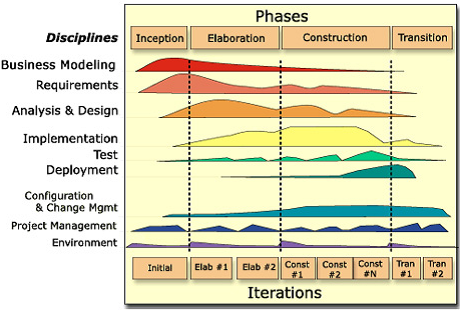 Phases
Disciplines
Inception Elaboration Construction Transition
Business Modeling
Requirements
Analysis & Design
Implementation
Test
Deployment
Configuration
& Change Mgmt
Project Management
Environment
Initial Elab #1 Elab #2 Const #1 Const #2 Const #N Tran #1 Tran #2
Iterations